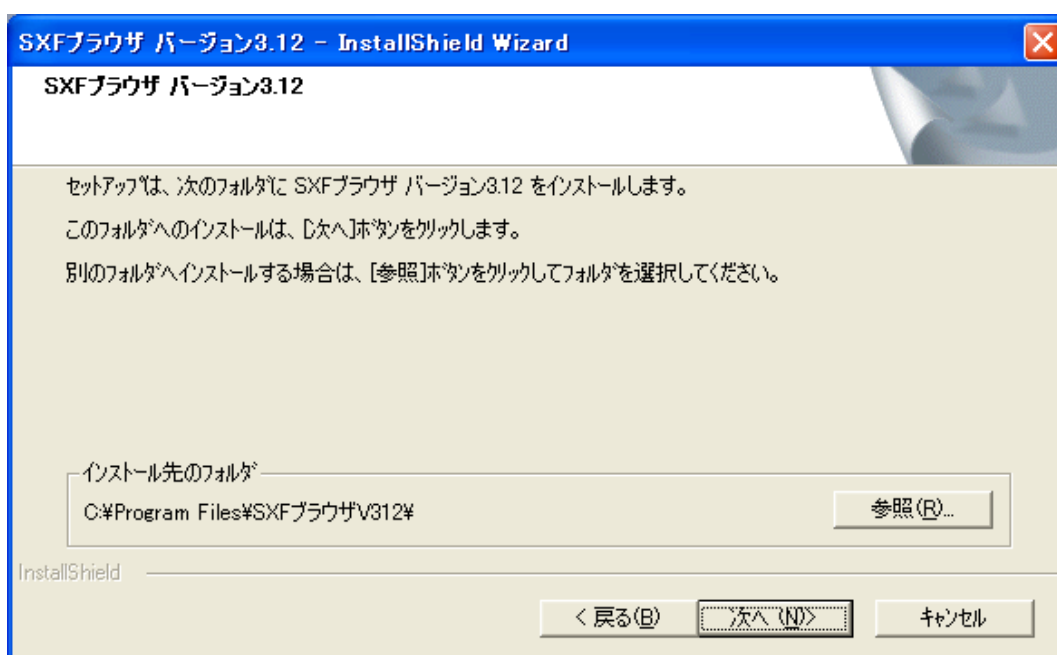 SXFブラウザ バージョン3.12 - InstallShield Wizard
SXFブラウザ バージョン3.12
セットアップは、次のフォルダに SXFブラウザ バージョン3.12 をインストールします。
このフォルダへのインストールは、[次へ]ボタンをクリックします。
別のフォルダへインストールする場合は、[参照]ボタンをクリックしてフォルダを選択してください。
インストール先のフォルダ
C:¥Program Files¥SXFブラウザV312¥
参照(R)...
InstallShield
< 戻る(B)
次へ (N)>
キャンセル